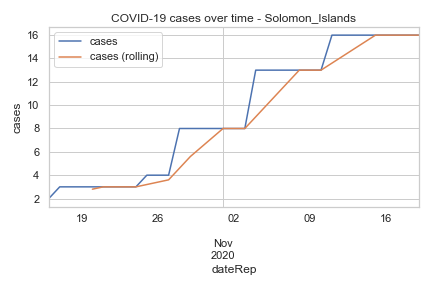 COVID-19 cases over time - Solomon_Islands
cases
cases (rolling)
cases
16
14
12
10
8
6
4
2
19
26
02
09
16
Nov
2020
dateRep